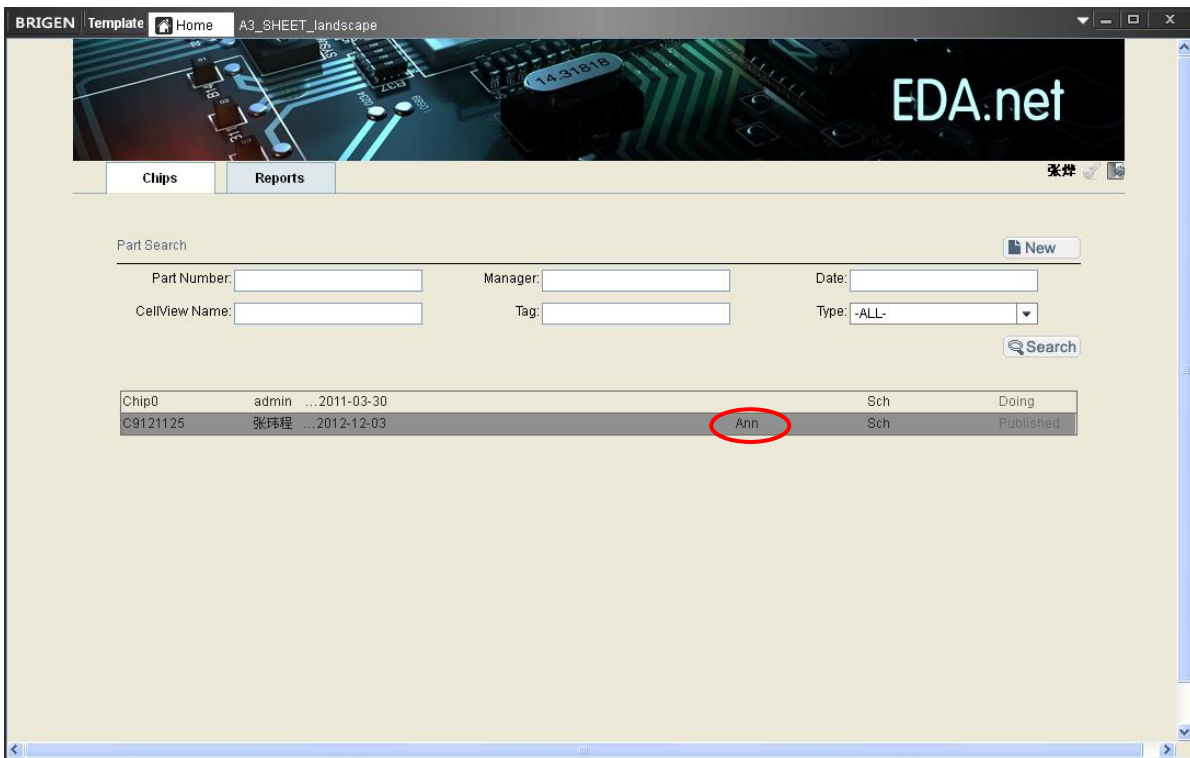 BRIGEN Template Home A3_SHEET_landscape
14.31818
EDA.net
Chips Reports 张烨
Part Search New
Part Number: Manager: Date:
CellView Name: Tag: Type: -ALL-
Search
Chip0 admin ...2011-03-30 Sch Doing
C9121125 张玮程 ...2012-12-03 Ann Sch Published